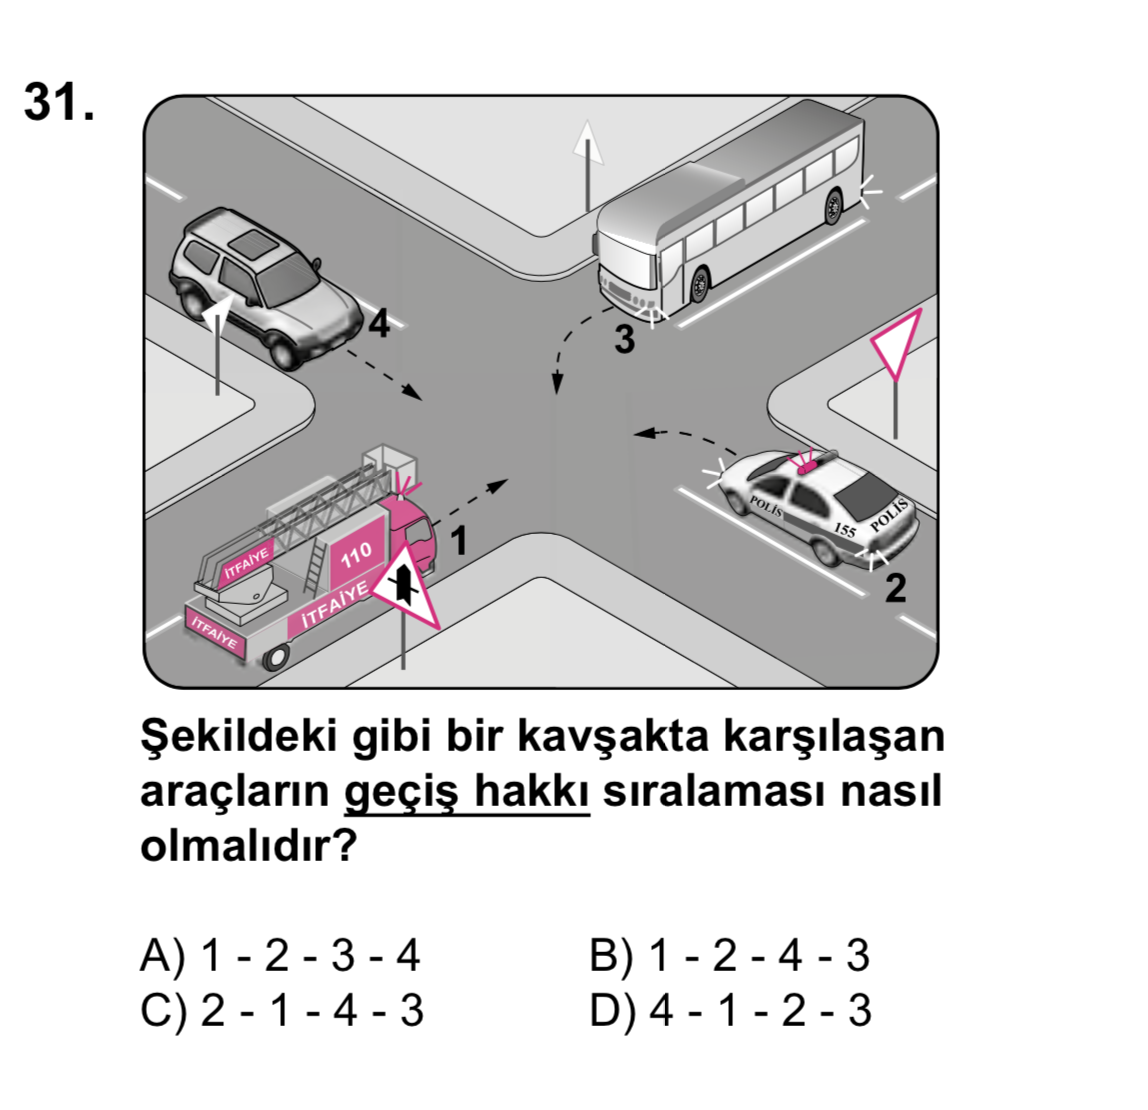 31.
4
3
1
2
İTFAİYE
110
İTFAİYE
İTFAİYE
POLİS
155
POLİS
Şekildeki gibi bir kavşakta karşılaşan
araçların geçiş hakkı sıralaması nasıl
olmalıdır?
A) 1 - 2 - 3 - 4 B) 1 - 2 - 4 - 3
C) 2 - 1 - 4 - 3 D) 4 - 1 - 2 - 3